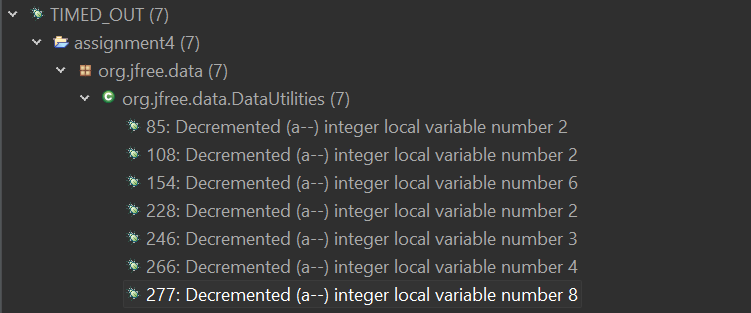 TIMED_OUT (7)
assignment4 (7)
org.jfree.data (7)
org.jfree.data.DataUtilities (7)
85: Decremented (a--) integer local variable number 2
108: Decremented (a--) integer local variable number 2
154: Decremented (a--) integer local variable number 6
228: Decremented (a--) integer local variable number 2
246: Decremented (a--) integer local variable number 3
266: Decremented (a--) integer local variable number 4
277: Decremented (a--) integer local variable number 8